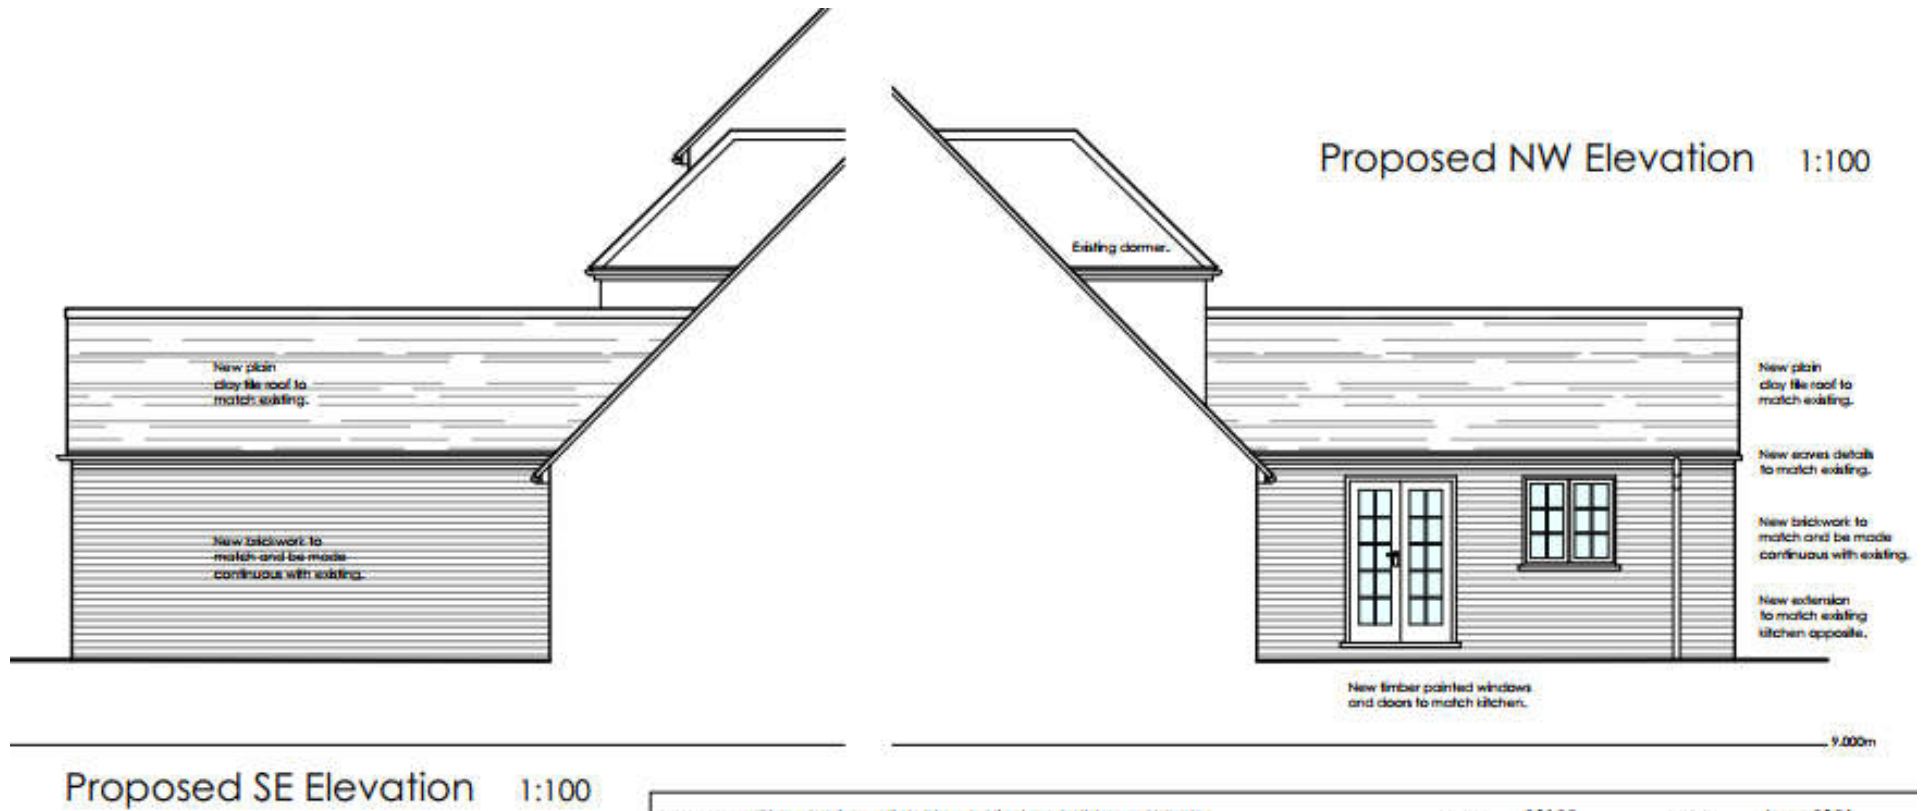 Proposed NW Elevation 1:100
Existing dormer.
New plain
clay tile roof to
match existing.
New plain
clay tile roof to
match existing.
New eaves details
to match existing.
New brickwork to
match and be made
continuous with existing.
New brickwork to
match and be made
continuous with existing.
New extension
to match existing
kitchen opposite.
New timber painted windows
and doors to match kitchen.
9.000m
Proposed SE Elevation 1:100